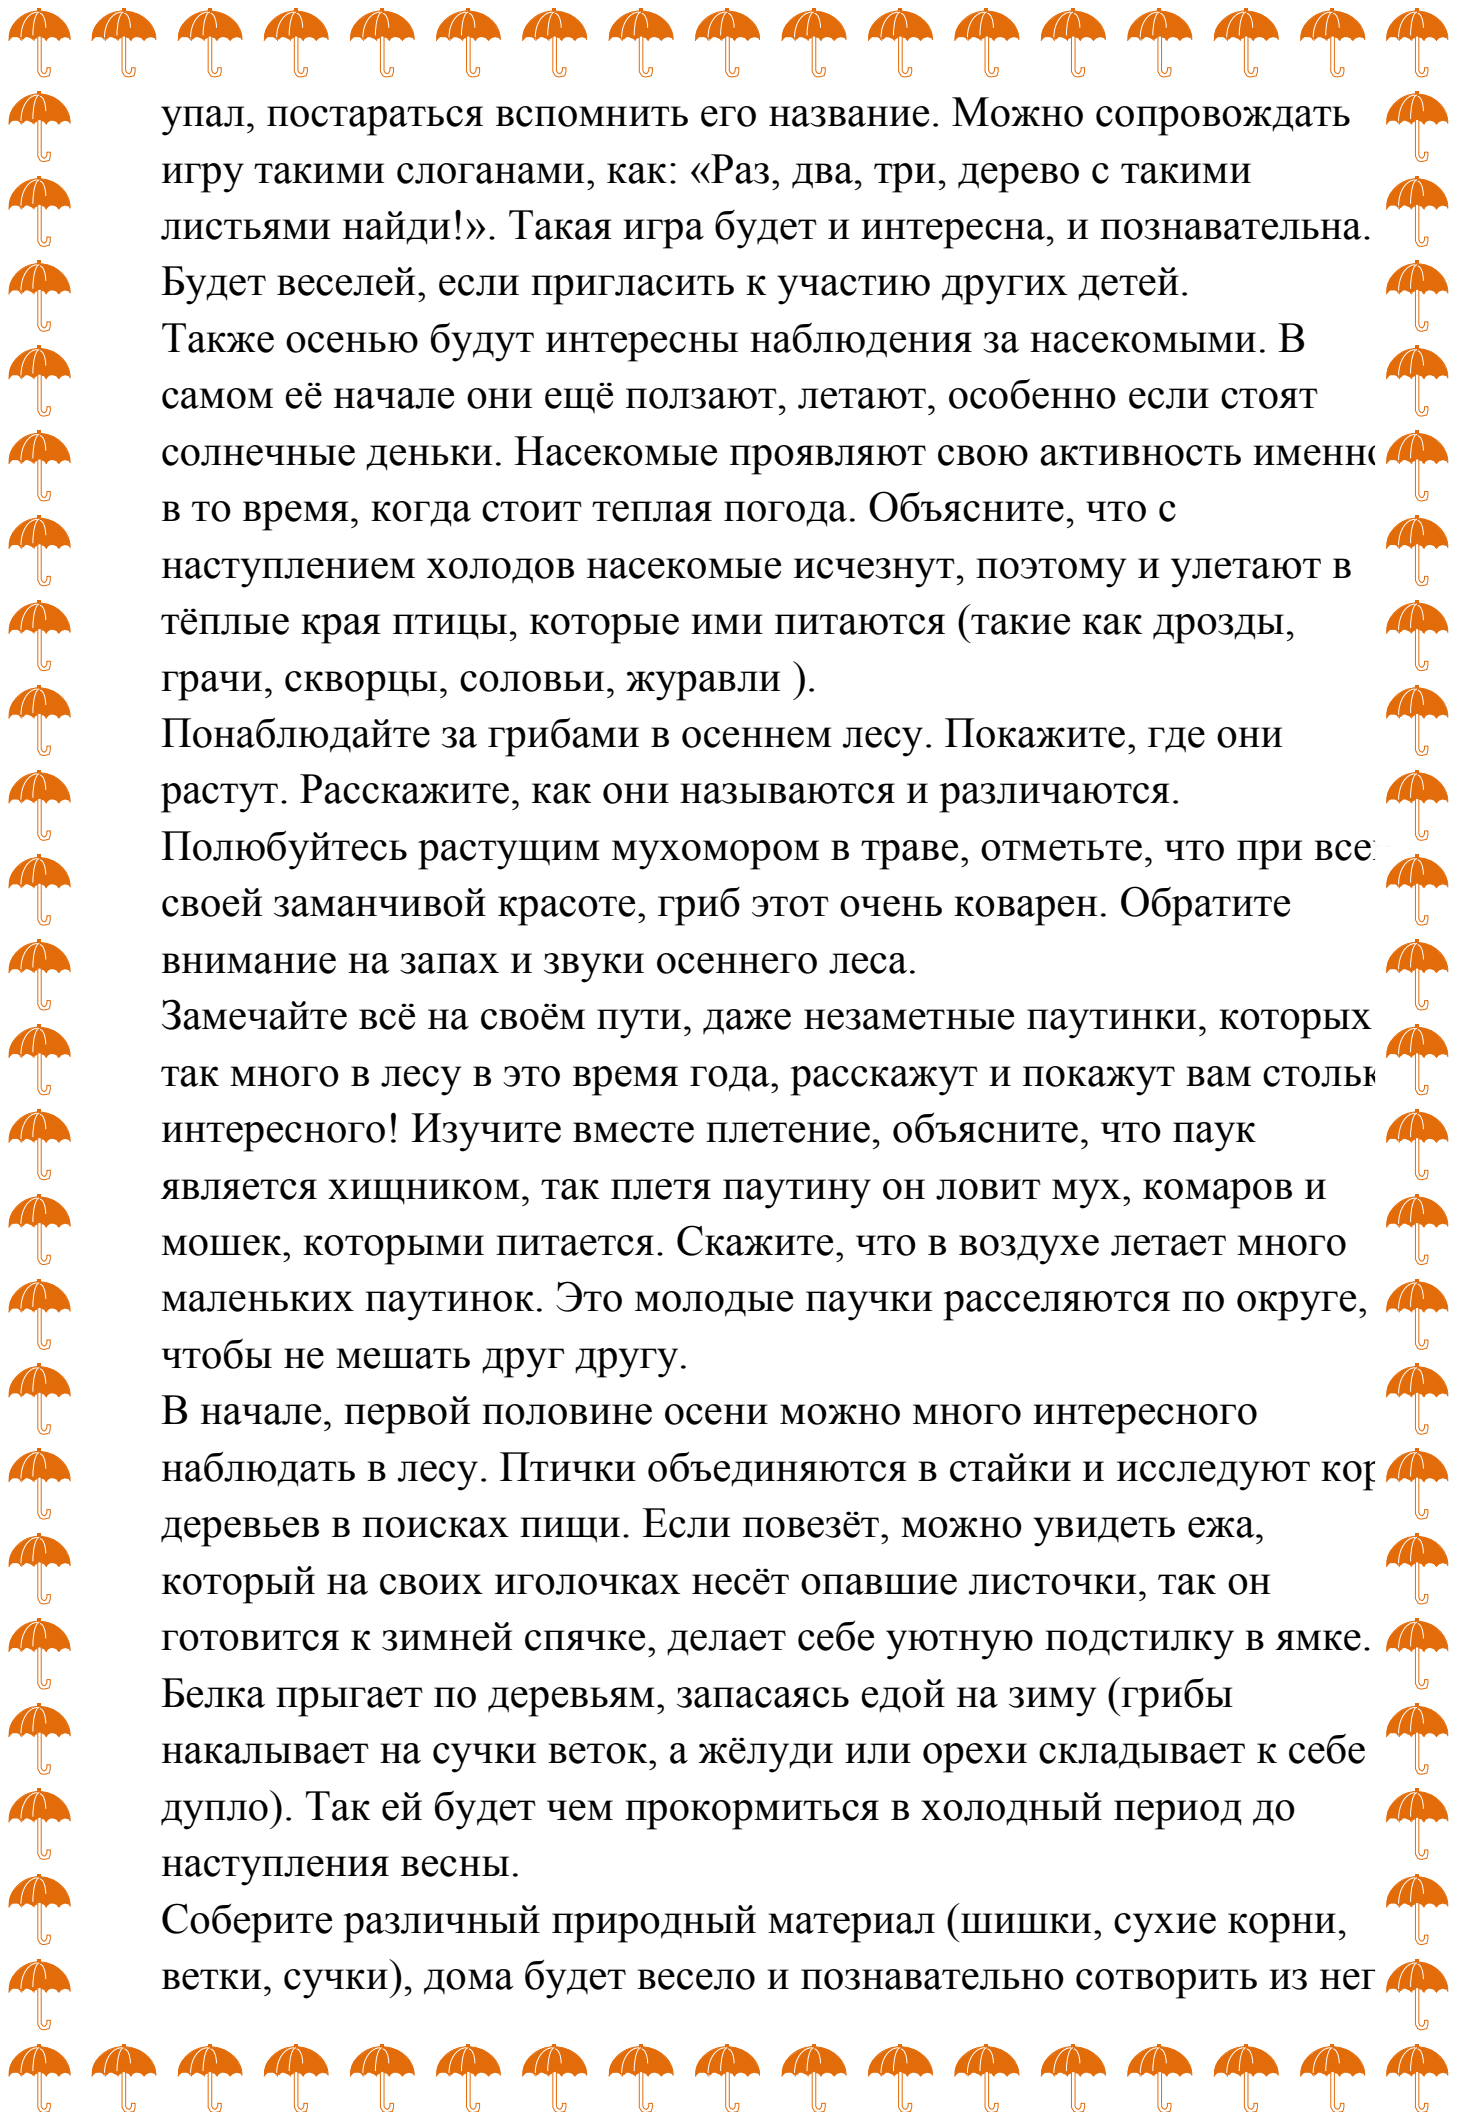 упал, постараться вспомнить его название. Можно сопровождать
игру такими слоганами, как: «Раз, два, три, дерево с такими
листьями найди!». Такая игра будет и интересна, и познавательна.
Будет веселей, если пригласить к участию других детей.
Также осенью будут интересны наблюдения за насекомыми. В
самом её начале они ещё ползают, летают, особенно если стоят
солнечные деньки. Насекомые проявляют свою активность именно
в то время, когда стоит теплая погода. Объясните, что с
наступлением холодов насекомые исчезнут, поэтому и улетают в
тёплые края птицы, которые ими питаются (такие как дрозды,
грачи, скворцы, соловьи, журавли ).
Понаблюдайте за грибами в осеннем лесу. Покажите, где они
растут. Расскажите, как они называются и различаются.
Полюбуйтесь растущим мухомором в траве, отметьте, что при
своей заманчивой красоте, гриб этот очень коварен. Обратите
внимание на запах и звуки осеннего леса.
Замечайте всё на своём пути, даже незаметные паутинки, которых
так много в лесу в это время года, расскажут и покажут вам
интересного! Изучите вместе плетение, объясните, что паук
является хищником, так плетя паутину он ловит мух, комаров и
мошек, которыми питается. Скажите, что в воздухе летает много
маленьких паутинок. Это молодые паучки расселяются по округе,
чтобы не мешать друг другу.
В начале, первой половине осени можно много интересного
наблюдать в лесу. Птички объединяются в стайки и исследуют
деревьев в поисках пищи. Если повезёт, можно увидеть ежа,
который на своих иголочках несёт опавшие листочки, так он
готовится к зимней спячке, делает себе уютную подстилку в ямке.
Белка прыгает по деревьям, запасаясь едой на зиму (грибы
накалывает на сучки веток, а жёлуди или орехи складывает к себе
дупло). Так ей будет чем прокормиться в холодный период до
наступления весны.
Соберите различный природный материал (шишки, сухие корни,
ветки, сучки), дома будет весело и познавательно сотворить из